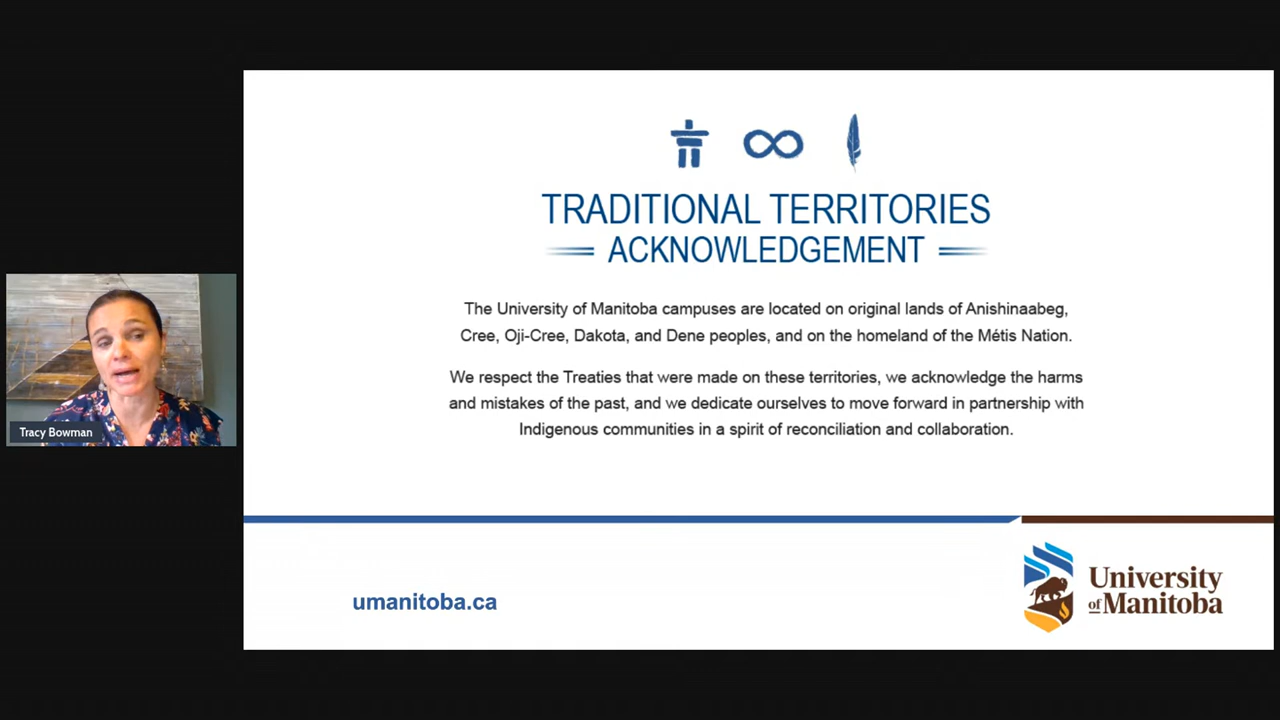 TRADITIONAL TERRITORIES
ACKNOWLEDGEMENT
The University of Manitoba campuses are located on original lands of Anishinaabeg,
Cree, Oji-Cree, Dakota, and Dene peoples, and on the homeland of the Métis Nation.
We respect the Treaties that were made on these territories, we acknowledge the harms
and mistakes of the past, and we dedicate ourselves to move forward in partnership with
Indigenous communities in a spirit of reconciliation and collaboration.
Tracy Bowman
umanitoba.ca
University
of Manitoba